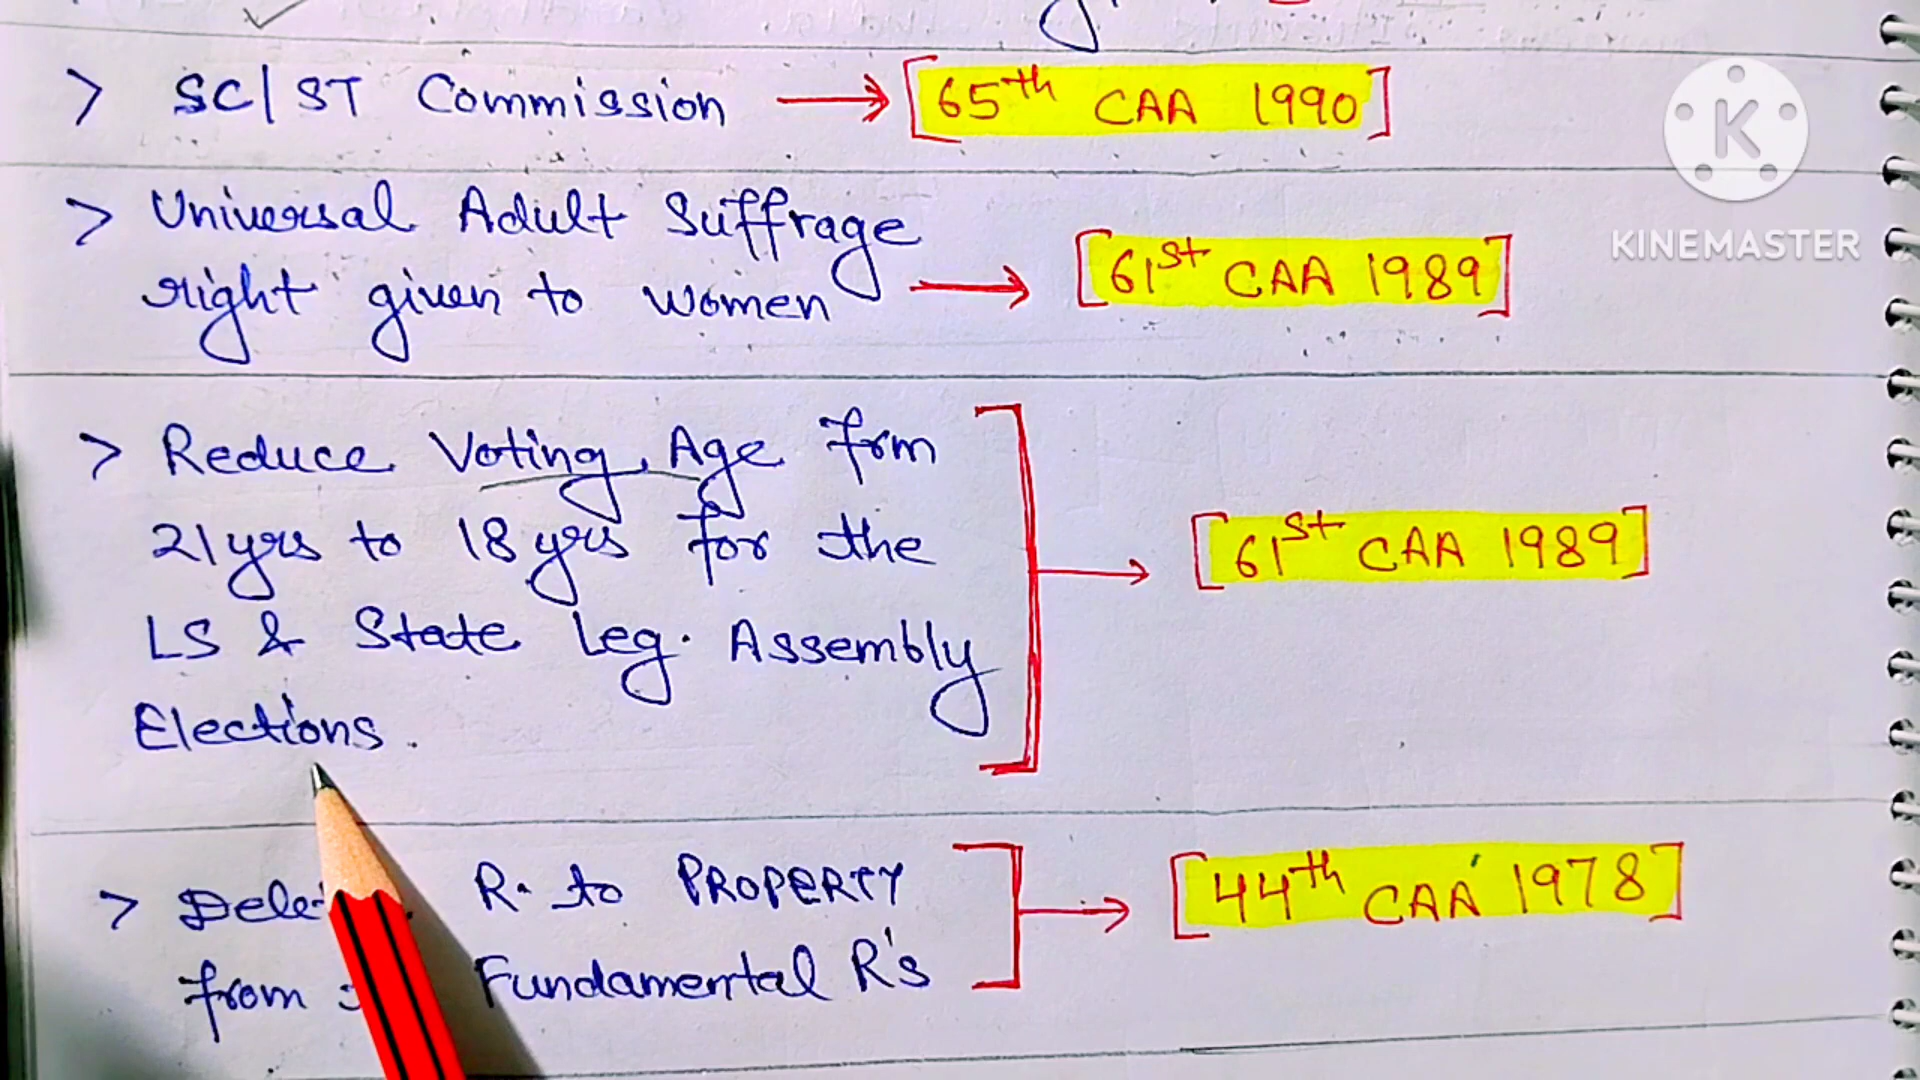 > SC/ST Commission → [65th CAA 1990]
> Universal Adult Suffrage
right given to women → [61st CAA 1989]
> Reduce Voting Age frm
21yrs to 18yrs for the
LS & State Leg. Assembly
Elections.
→ [61st CAA 1989]
> R. to PROPERTY
from Fundamental R's
→ [44th CAA 1978]
K
KINEMASTER